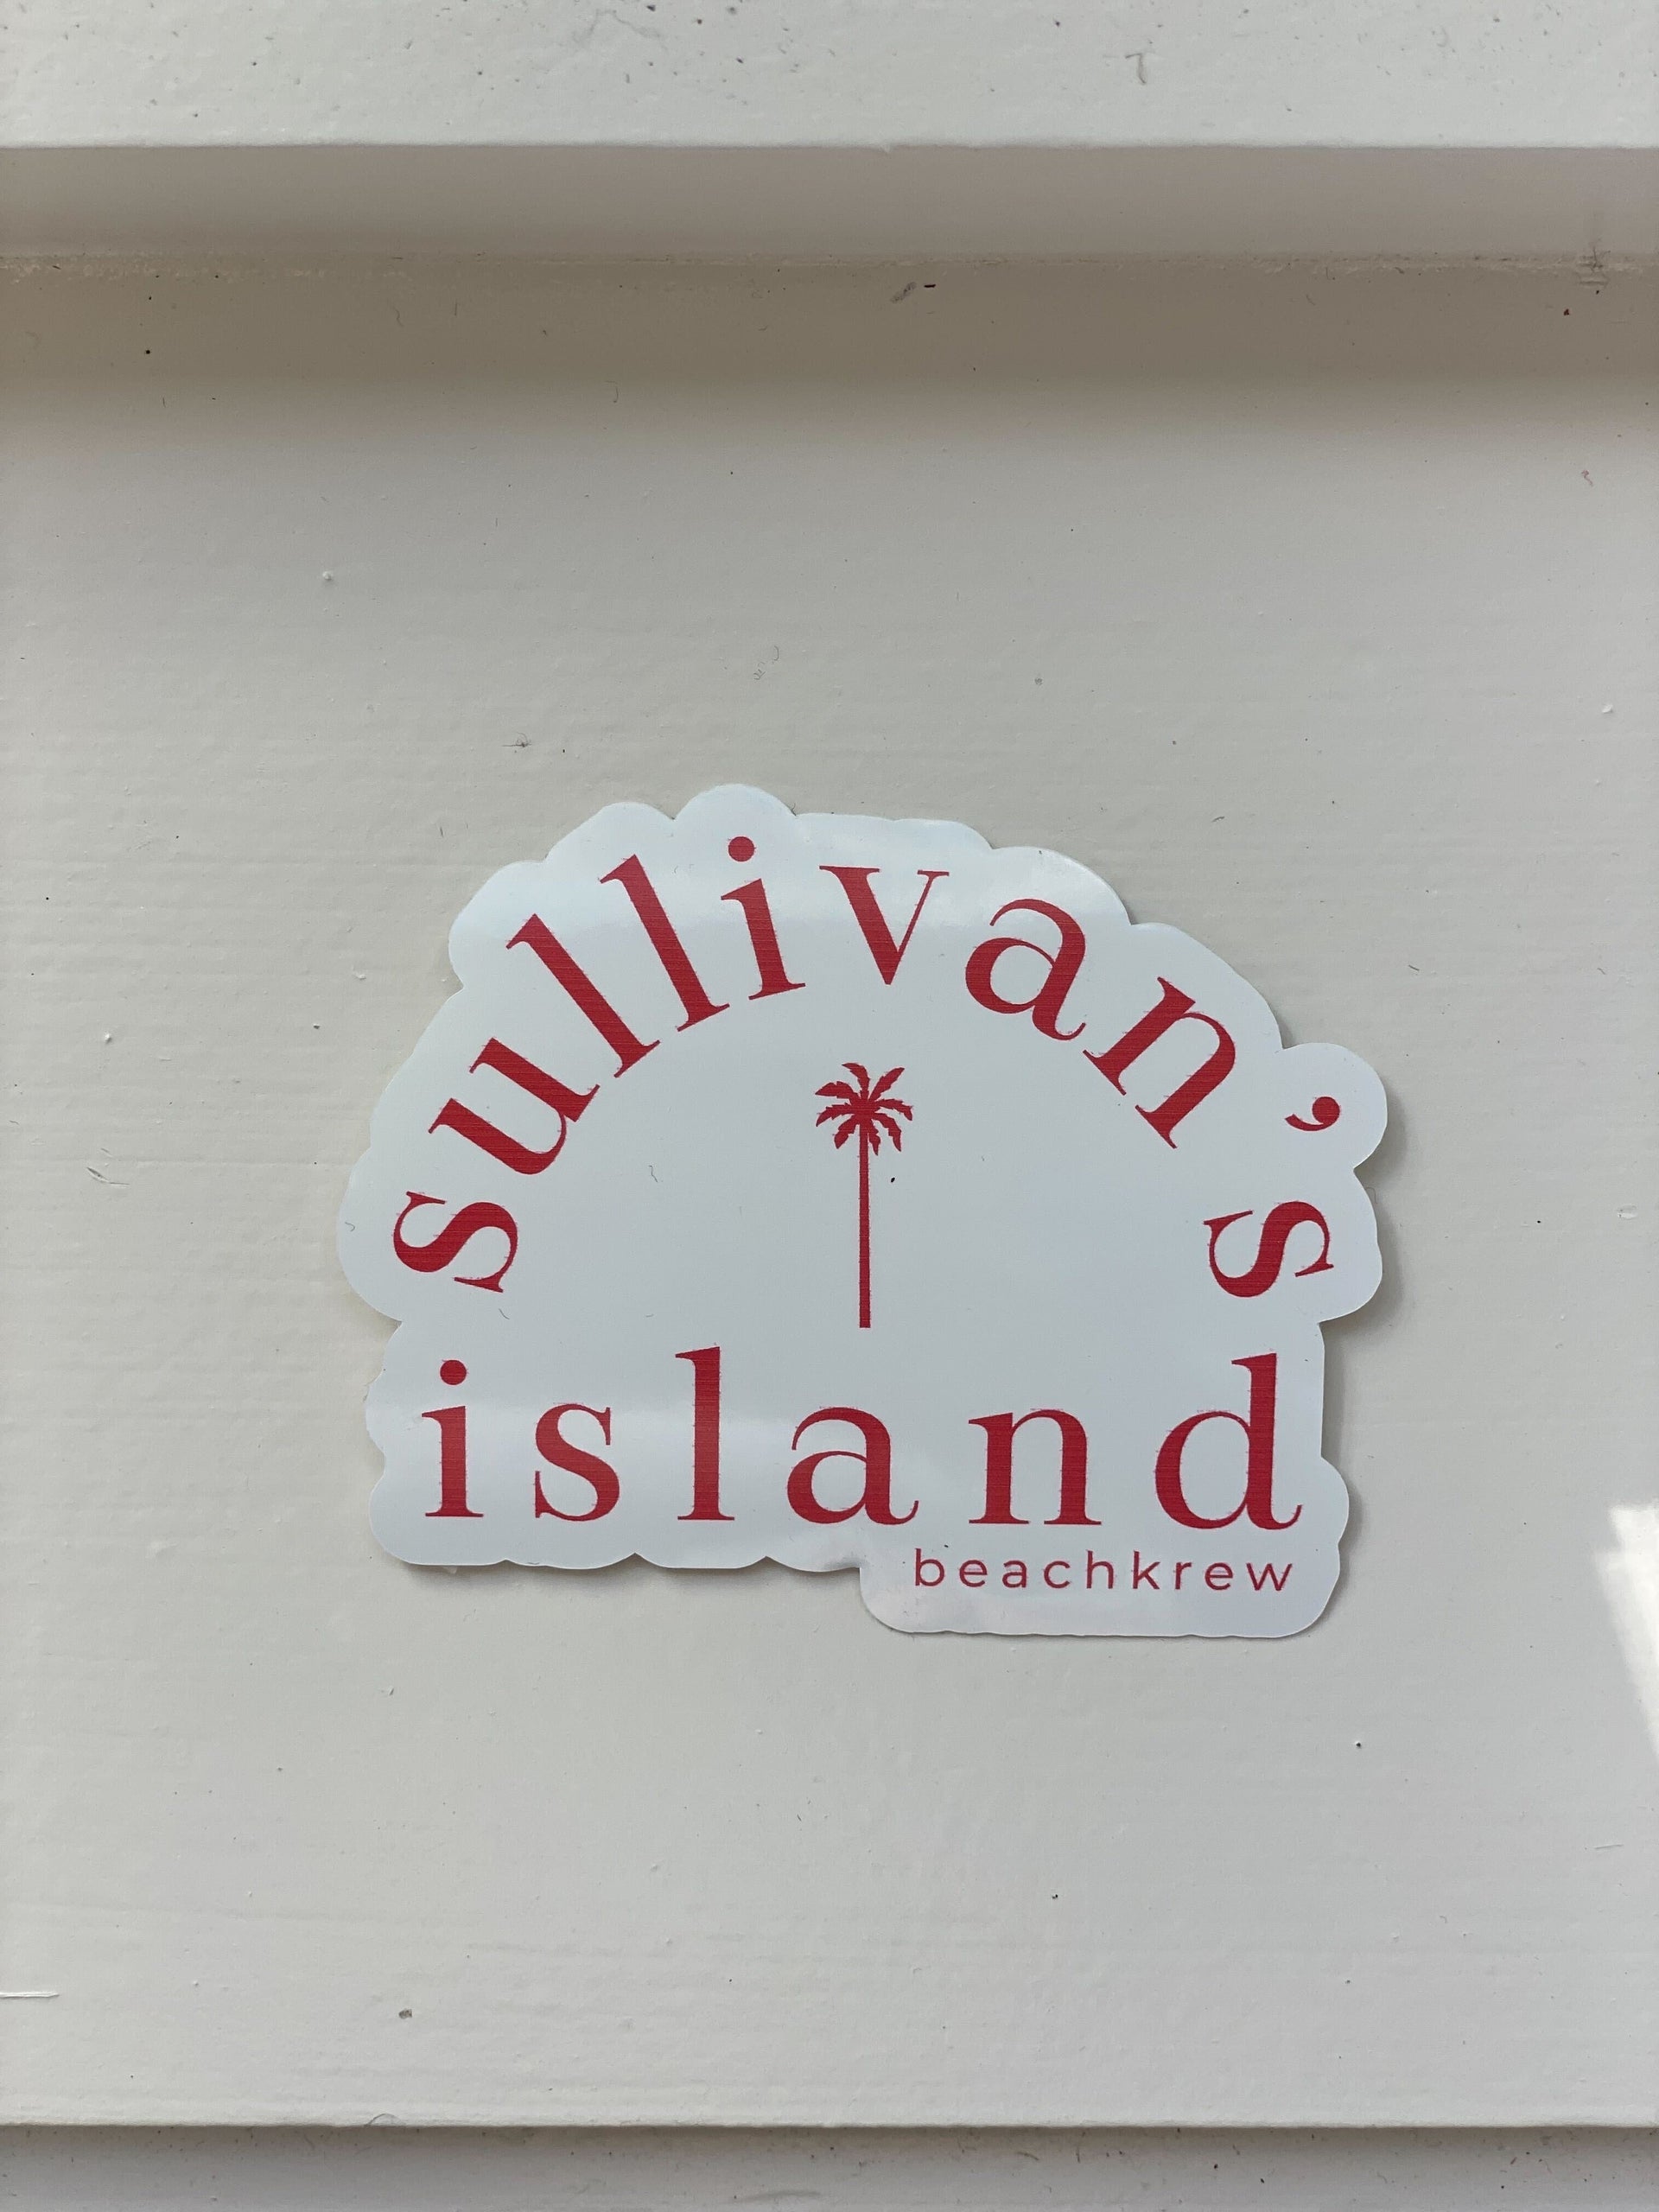 sullivan’s
island
beachkrew